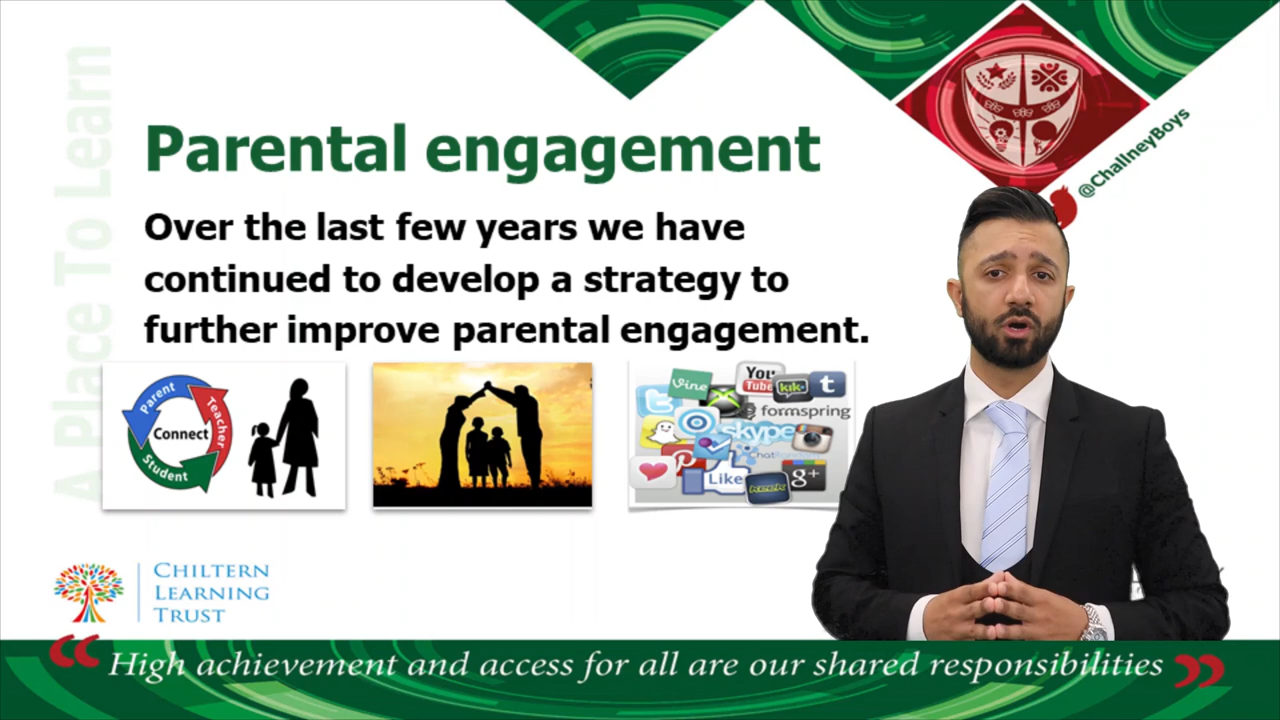 A Place To Learn
@ChallneyBoys
Parental engagement
Over the last few years we have
continued to develop a strategy to
further improve parental engagement.
Parent
Teacher
Connect
Student
Vine
You
Tube
kik
t
formspring
skype
Like
g+
keek
CHILTERN
LEARNING
TRUST
“ High achievement and access for all are our shared responsibilities ”